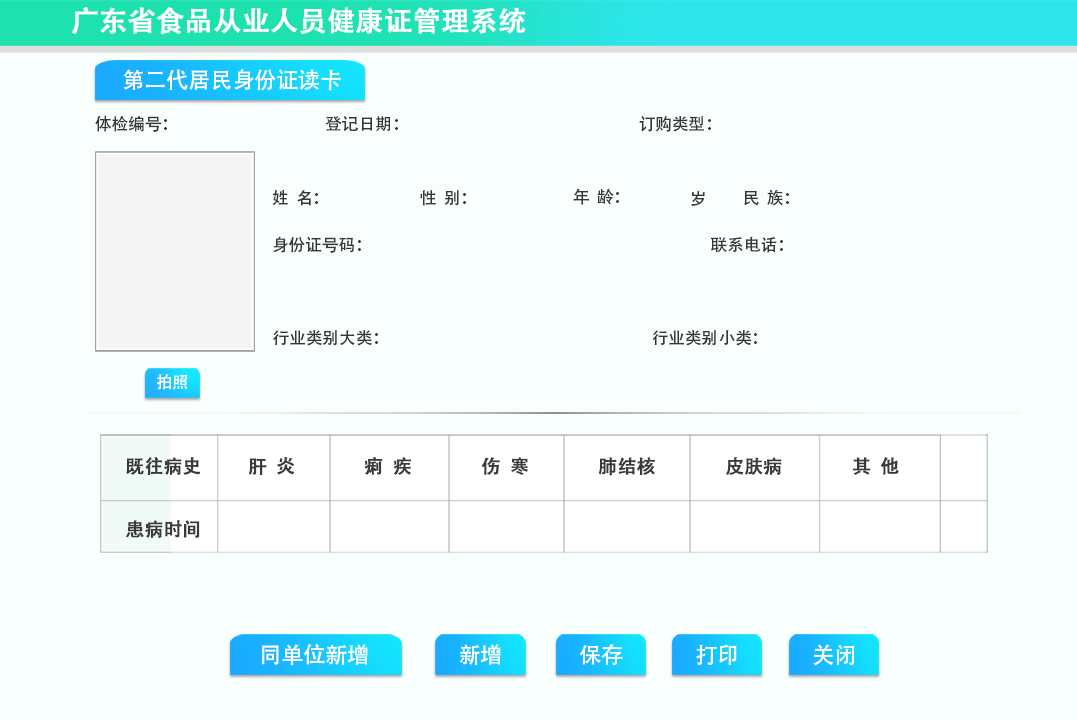 广东省食品从业人员健康证管理系统
第二代居民身份证读卡
体检编号: 登记日期: 订购类型:
姓 名: 性 别: 年 龄: 岁 民 族:
身份证号码: 联系电话:
行业类别大类: 行业类别小类:
拍照
既往病史 肝 炎 痢 疾 伤 寒 肺结核 皮肤病 其 他
患病时间
同单位新增 新增 保存 打印 关闭